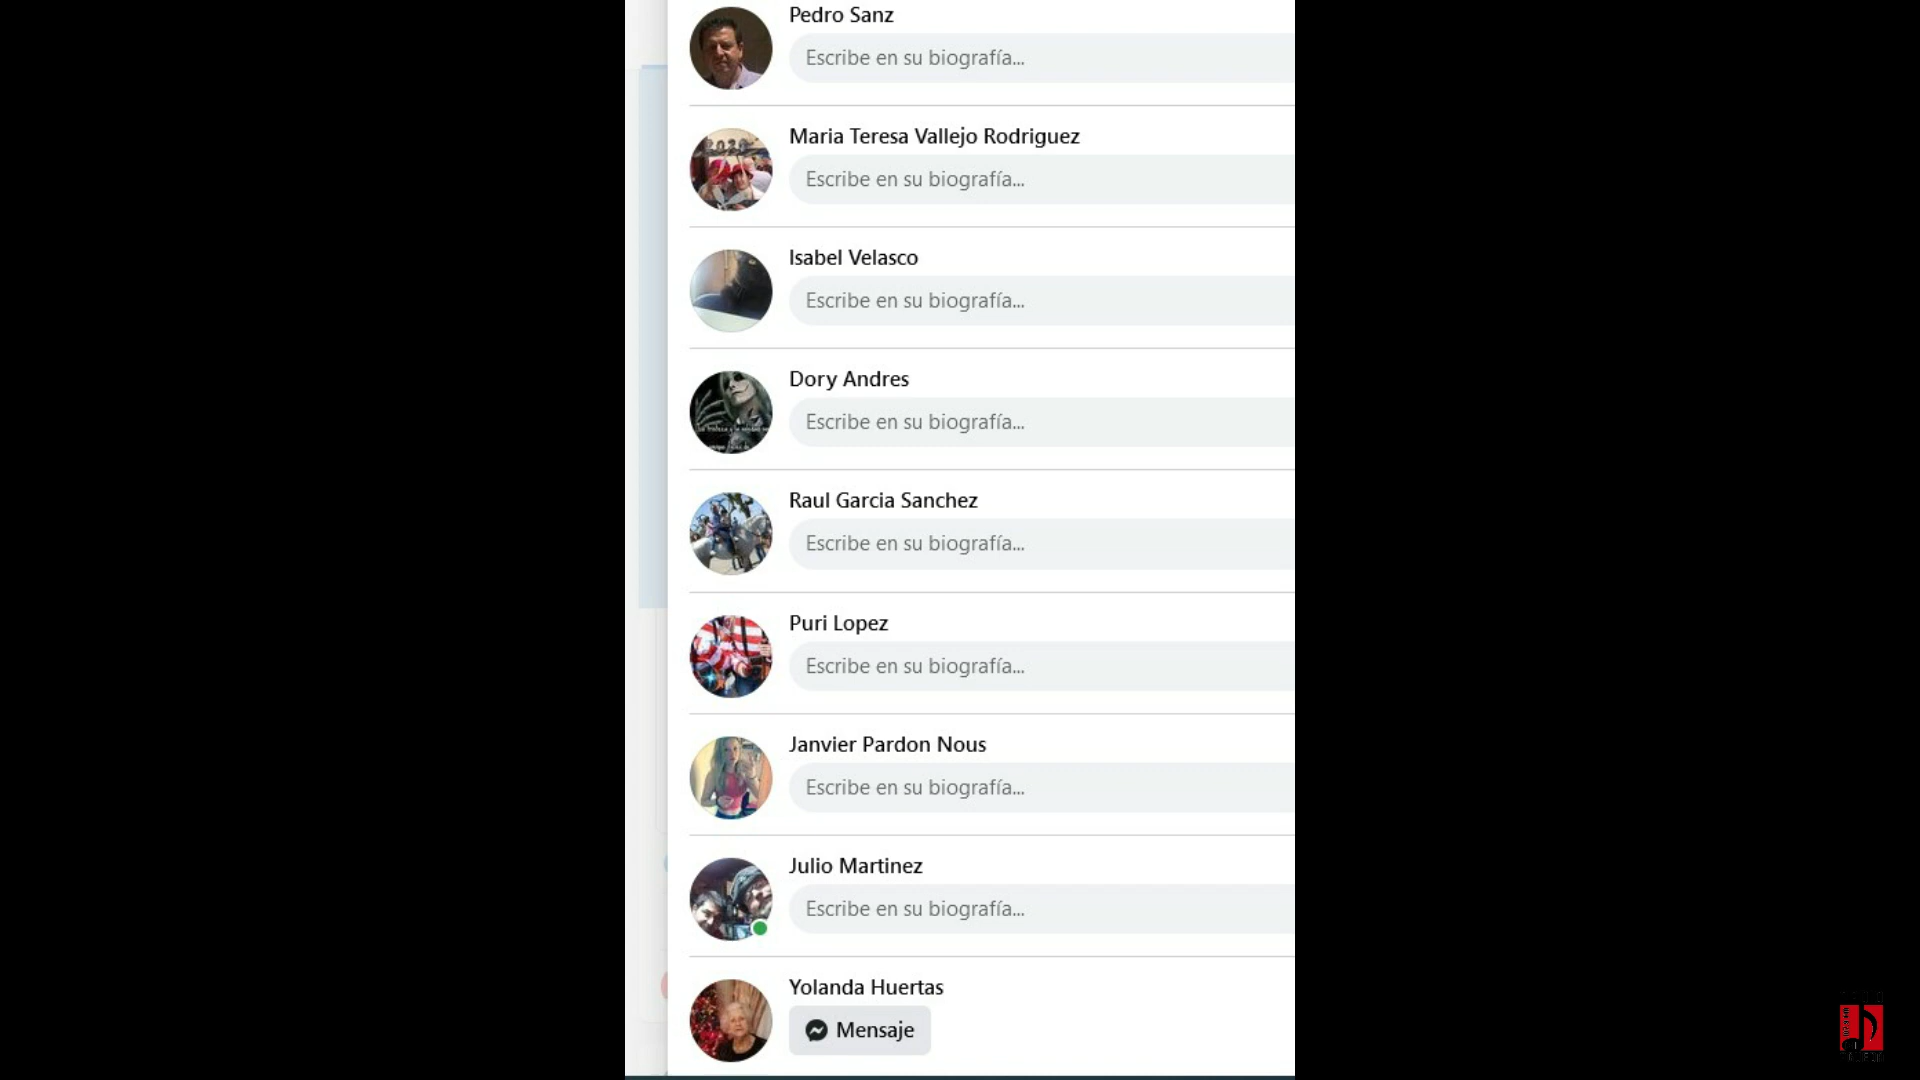 Pedro Sanz
Escribe en su biografía...
Maria Teresa Vallejo Rodriguez
Escribe en su biografía...
Isabel Velasco
Escribe en su biografía...
Dory Andres
Escribe en su biografía...
Raul Garcia Sanchez
Escribe en su biografía...
Puri Lopez
Escribe en su biografía...
Janvier Pardon Nous
Escribe en su biografía...
Julio Martinez
Escribe en su biografía...
Yolanda Huertas
Mensaje